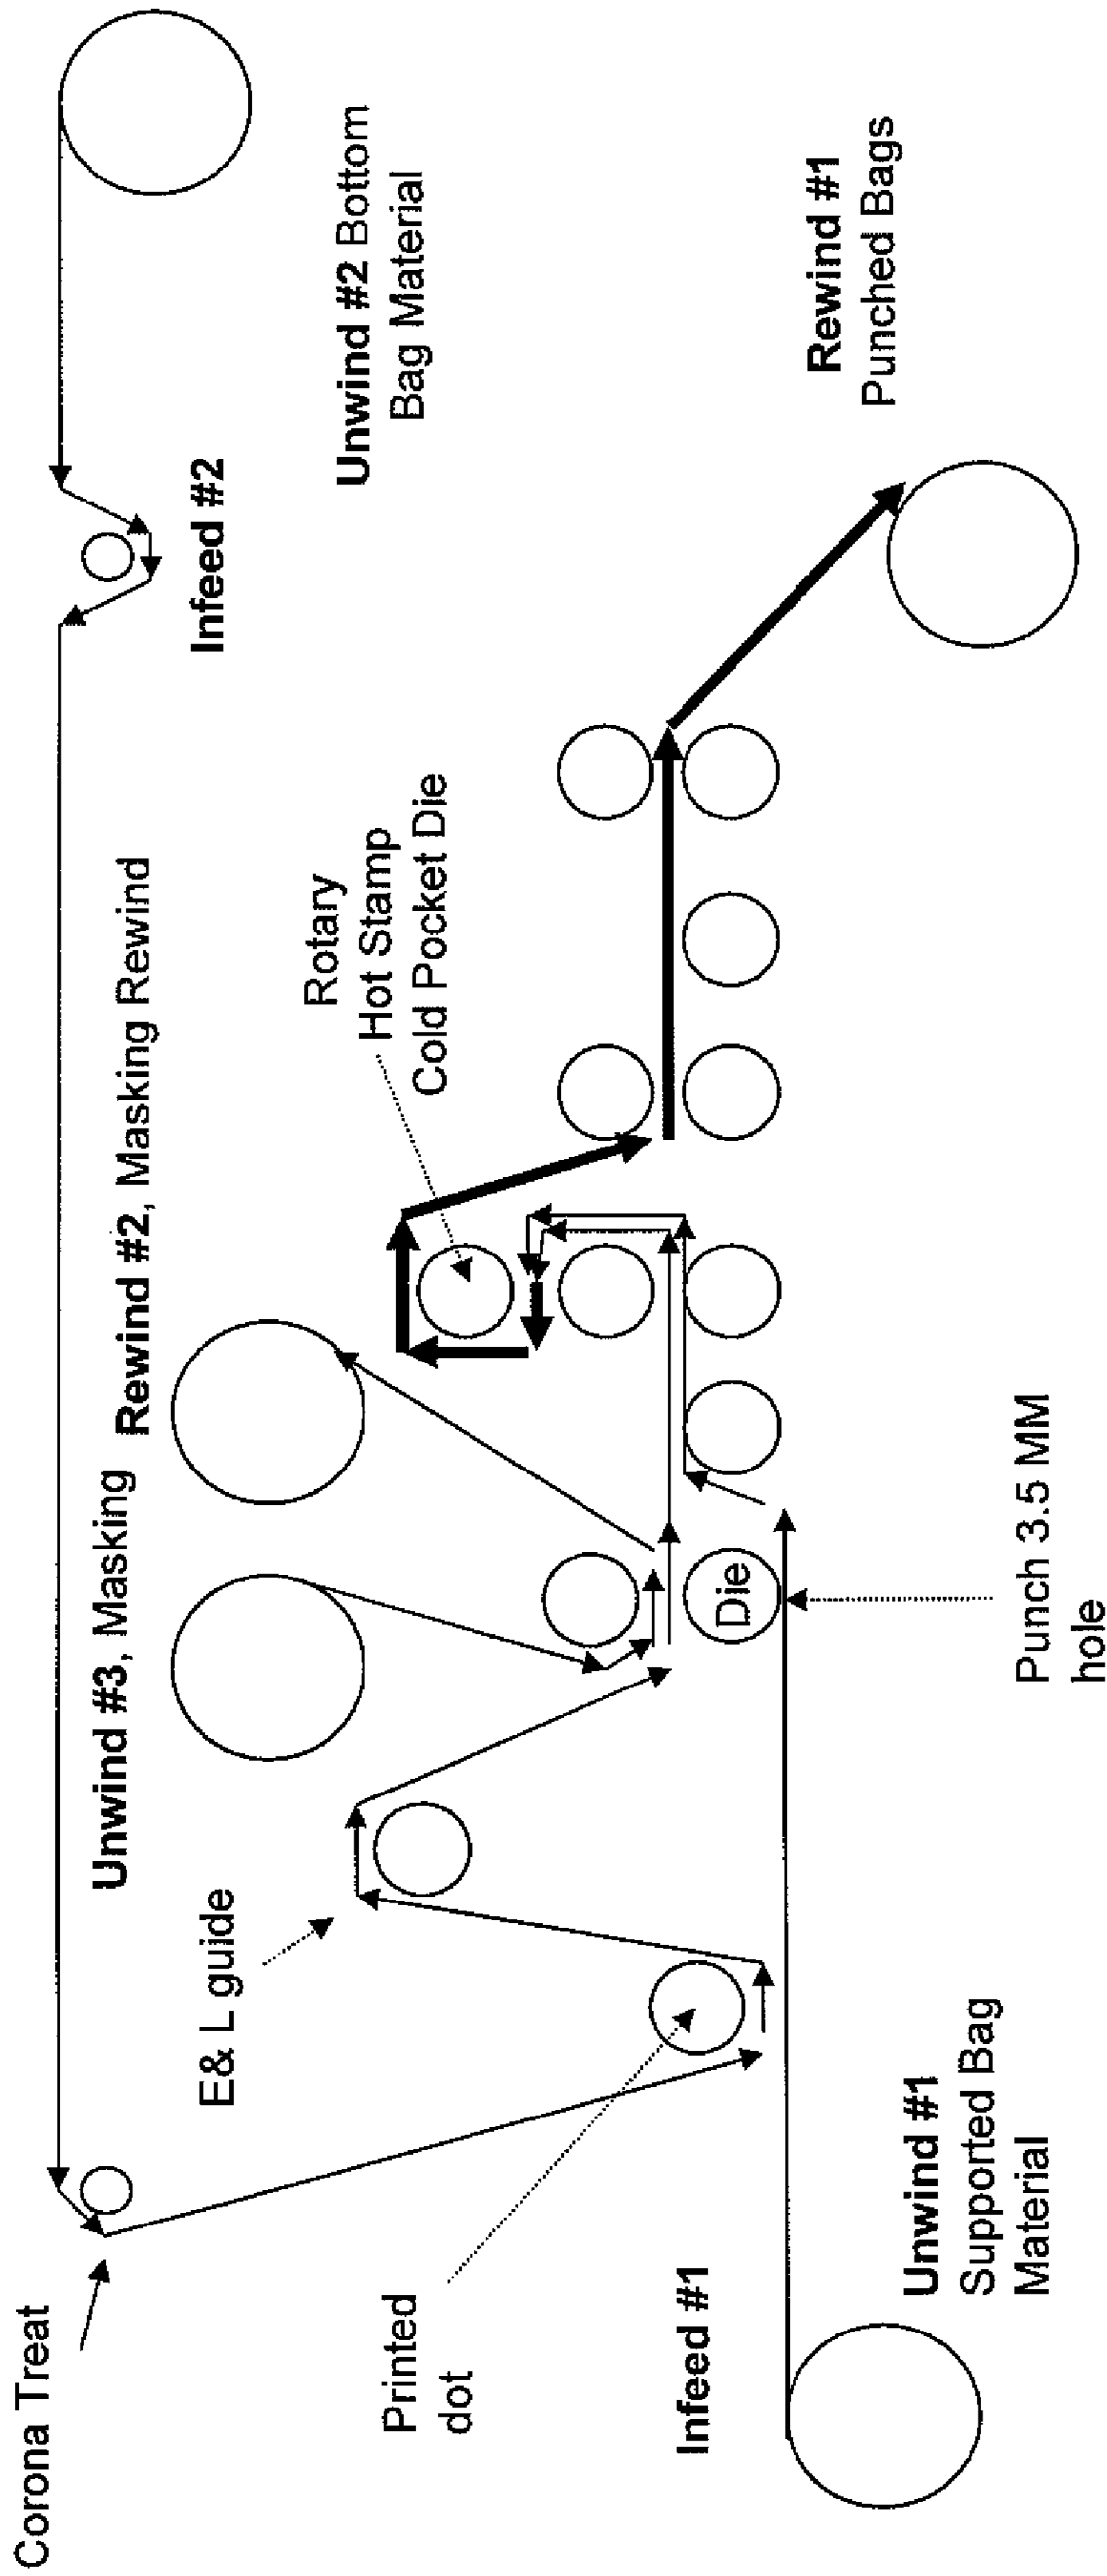 Corona Treat
E& L guide
Unwind #3, Masking
Rewind #2, Masking Rewind
Infeed #2
Unwind #2 Bottom
Bag Material
Printed
dot
Rotary
Hot Stamp
Cold Pocket Die
Infeed #1
Die
Rewind #1
Punched Bags
Unwind #1
Supported Bag
Material
Punch 3.5 MM
hole